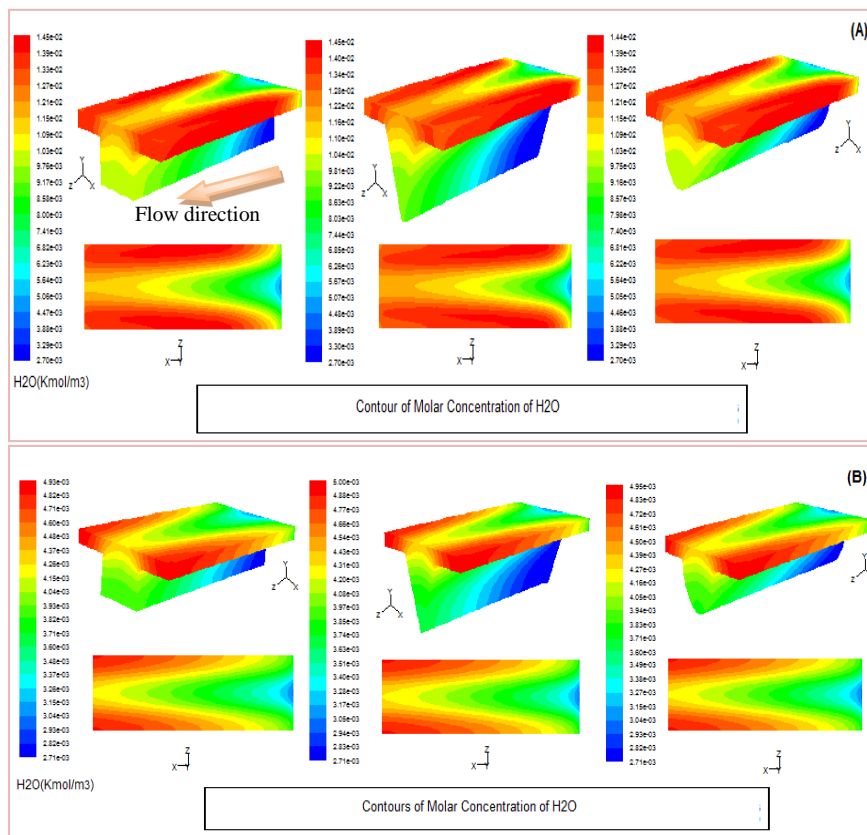 (A)
1.45e-02
1.39e-02
1.33e-02
1.27e-02
1.21e-02
1.15e-02
1.09e-02
1.04e-02
9.76e-03
9.17e-03
8.58e-03
8.00e-03
7.41e-03
6.82e-03
6.23e-03
5.64e-03
5.06e-03
4.47e-03
3.88e-03
3.29e-03
2.70e-03
Y
Z X
Flow direction
Z
X Y
1.45e-02
1.40e-02
1.34e-02
1.28e-02
1.22e-02
1.16e-02
1.10e-02
1.04e-02
9.81e-03
9.22e-03
8.63e-03
8.03e-03
7.44e-03
6.85e-03
6.26e-03
5.67e-03
5.07e-03
4.48e-03
3.89e-03
3.30e-03
2.70e-03
Y
Z X
Z
X Y
1.44e-02
1.39e-02
1.33e-02
1.27e-02
1.21e-02
1.15e-02
1.09e-02
1.03e-02
9.75e-03
9.16e-03
8.57e-03
7.98e-03
7.40e-03
6.81e-03
6.22e-03
5.64e-03
5.05e-03
4.46e-03
3.88e-03
3.29e-03
2.70e-03
Y
Z X
Z
X Y
H2O(Kmol/m3)
Contour of Molar Concentration of H2O
(B)
4.93e-03
4.82e-03
4.71e-03
4.60e-03
4.48e-03
4.37e-03
4.26e-03
4.15e-03
4.04e-03
3.93e-03
3.82e-03
3.71e-03
3.60e-03
3.49e-03
3.37e-03
3.26e-03
3.15e-03
3.04e-03
2.93e-03
2.82e-03
2.71e-03
Y
Z X
Z
X Y
5.00e-03
4.88e-03
4.77e-03
4.66e-03
4.54e-03
4.43e-03
4.31e-03
4.20e-03
4.08e-03
3.97e-03
3.86e-03
3.74e-03
3.63e-03
3.51e-03
3.40e-03
3.28e-03
3.17e-03
3.05e-03
2.94e-03
2.83e-03
2.71e-03
Y
Z X
Z
X Y
4.95e-03
4.83e-03
4.72e-03
4.61e-03
4.50e-03
4.39e-03
4.27e-03
4.16e-03
4.05e-03
3.94e-03
3.83e-03
3.72e-03
3.60e-03
3.49e-03
3.38e-03
3.27e-03
3.16e-03
3.04e-03
2.93e-03
2.82e-03
2.71e-03
Y
Z X
Z
X Y
H2O(Kmol/m3)
Contours of Molar Concentration of H2O